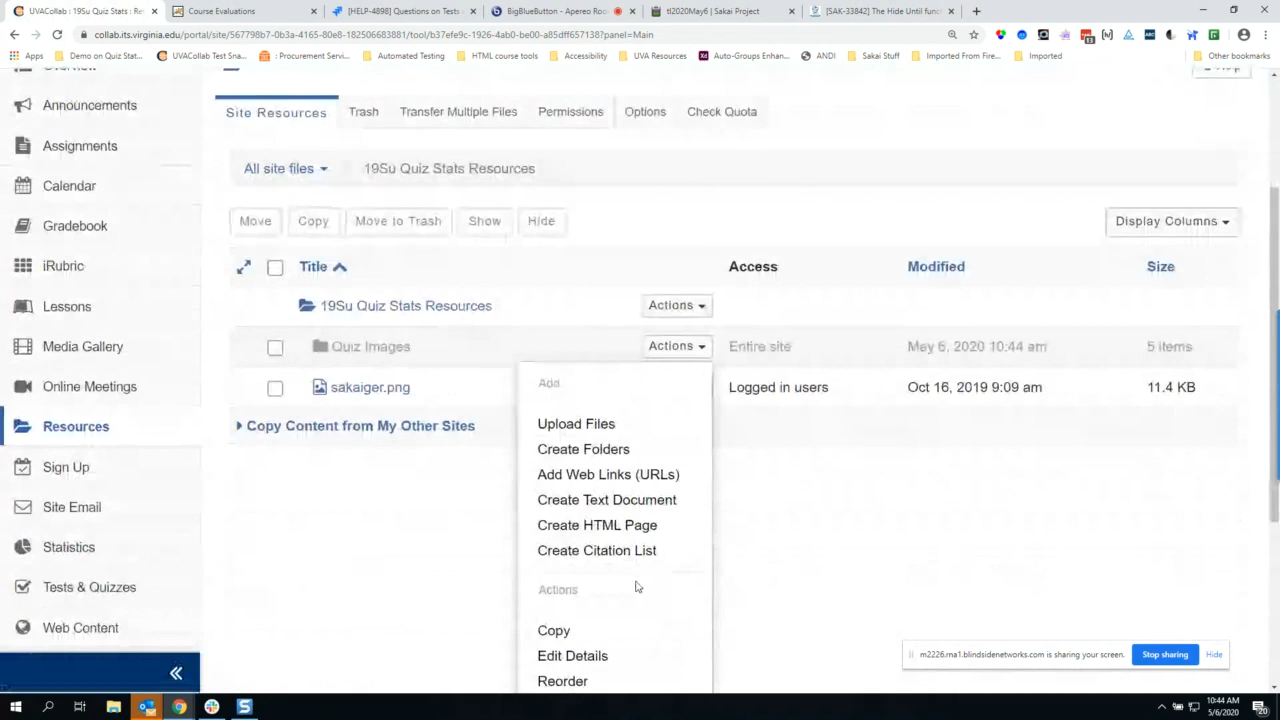 UVACollab : 19Su Quiz Stats : Re
Course Evaluations
[HELP-4898] Questions on Tests
BigBlueButton - Apereo Roo
tl2020May6 | Sakai Project
[SAK-33842] The Hide Until func
collab.its.virginia.edu/portal/site/567798b7-0b3a-4165-80e8-182506683881/tool/b37efe9c-1926-4ab0-be00-a85dff657138?panel=Main
Apps
Demo on Quiz Stat...
UVACollab Test Sna...
: Procurement Servi...
Automated Testing
HTML course tools
Accessibility
UVA Resources
Auto-Groups Enhan...
ANDI
Sakai Stuff
Imported From Fire...
Imported
Other bookmarks
Overview
Announcements
Assignments
Calendar
Gradebook
iRubric
Lessons
Media Gallery
Online Meetings
Resources
Sign Up
Site Email
Statistics
Tests & Quizzes
Web Content
Site Resources
Trash
Transfer Multiple Files
Permissions
Options
Check Quota
All site files
19Su Quiz Stats Resources
Move
Copy
Move to Trash
Show
Hide
Display Columns
Title
Access
Modified
Size
19Su Quiz Stats Resources
Actions
Quiz Images
Actions
Entire site
May 6, 2020 10:44 am
5 items
sakaiger.png
Logged in users
Oct 16, 2019 9:09 am
11.4 KB
Copy Content from My Other Sites
Add
Upload Files
Create Folders
Add Web Links (URLs)
Create Text Document
Create HTML Page
Create Citation List
Actions
Copy
Edit Details
Reorder
m2226.rna1.blindsidenetworks.com is sharing your screen.
Stop sharing
Hide
10:44 AM
5/6/2020
20